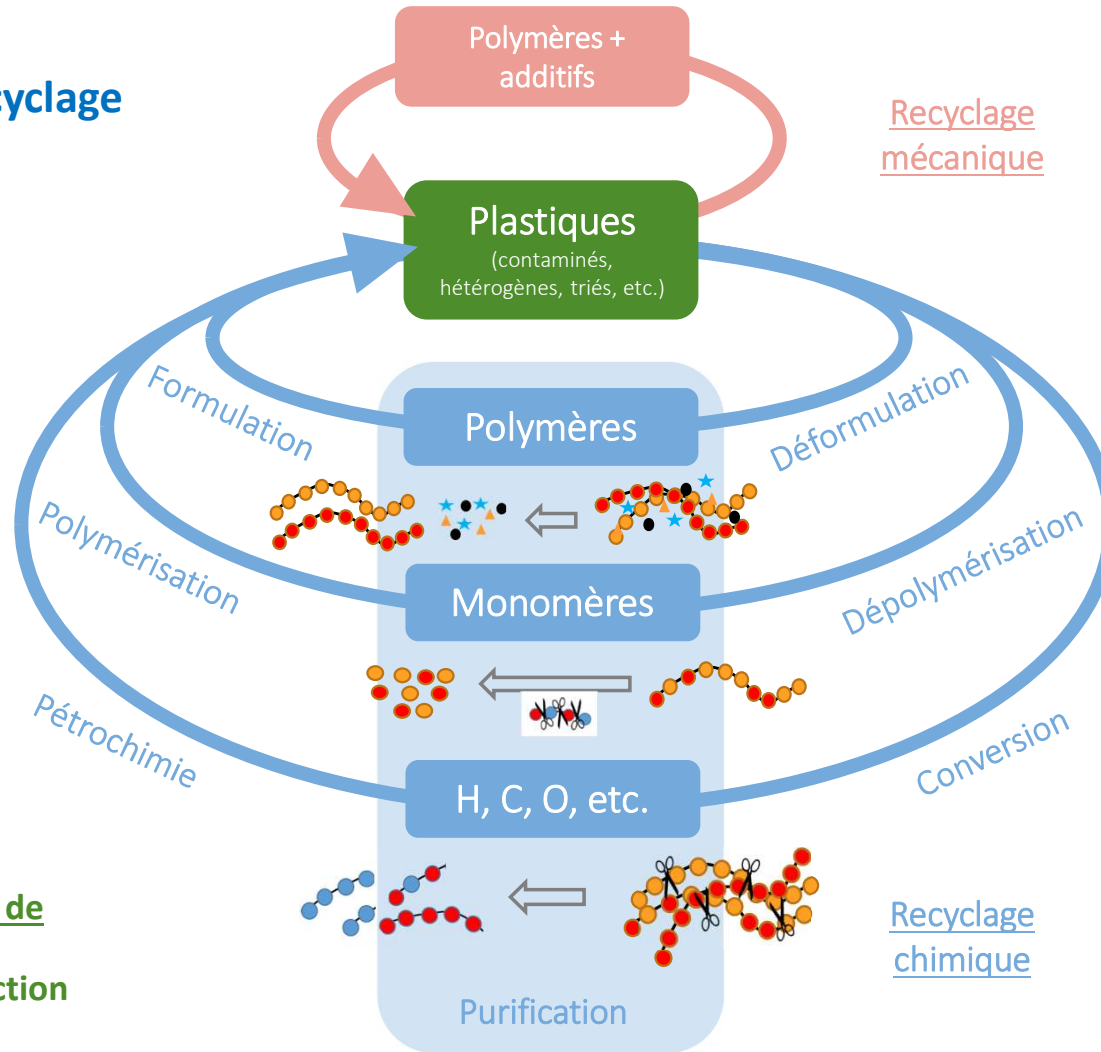 Polymères +
additifs
cyclage
Recyclage
mécanique
Plastiques
(contaminés,
hétérogènes, triés, etc.)
Formulation
Polymères
Déformulation
Polymérisation
Monomères
Dépolymérisation
Pétrochimie
H, C, O, etc.
Conversion
de
ction
Recyclage
chimique
Purification